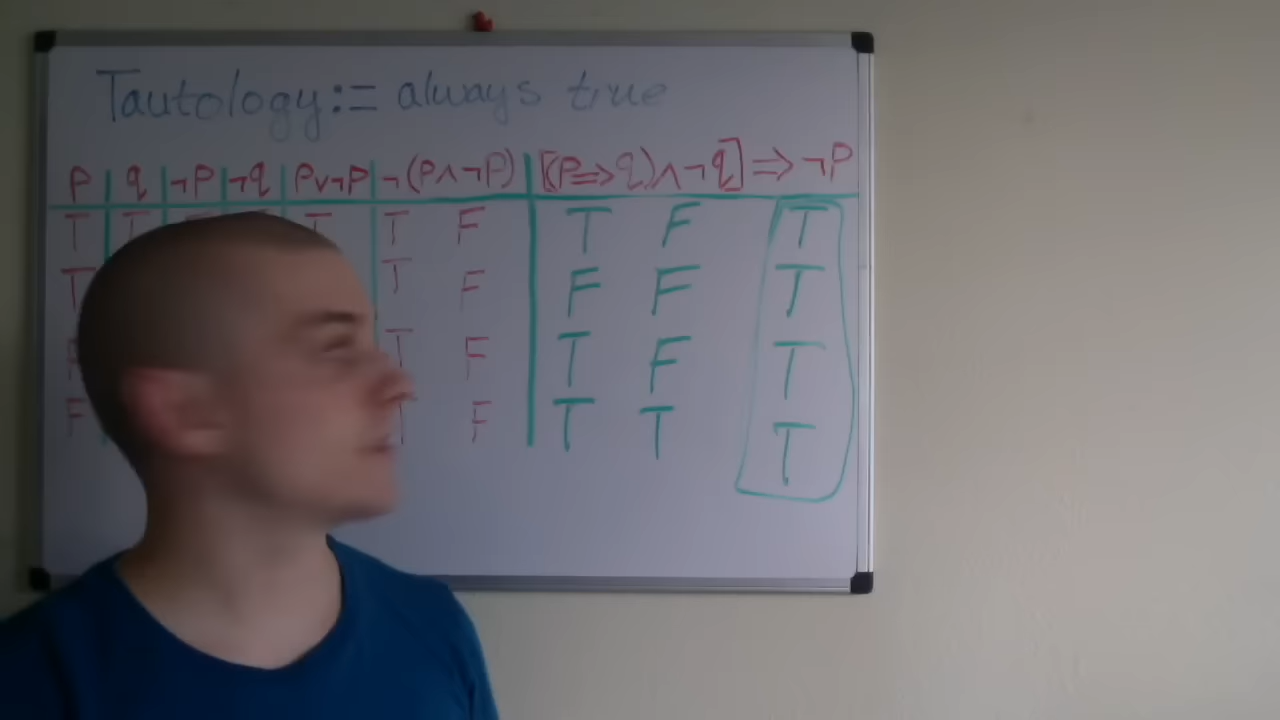 Tautology := always true
P q ¬P ¬q P∨¬P ¬(P∧¬P) [(P⇒q)∧¬q]⇒¬P
T T T T F T F T
T T F F F T
T F T F T
F F T T T